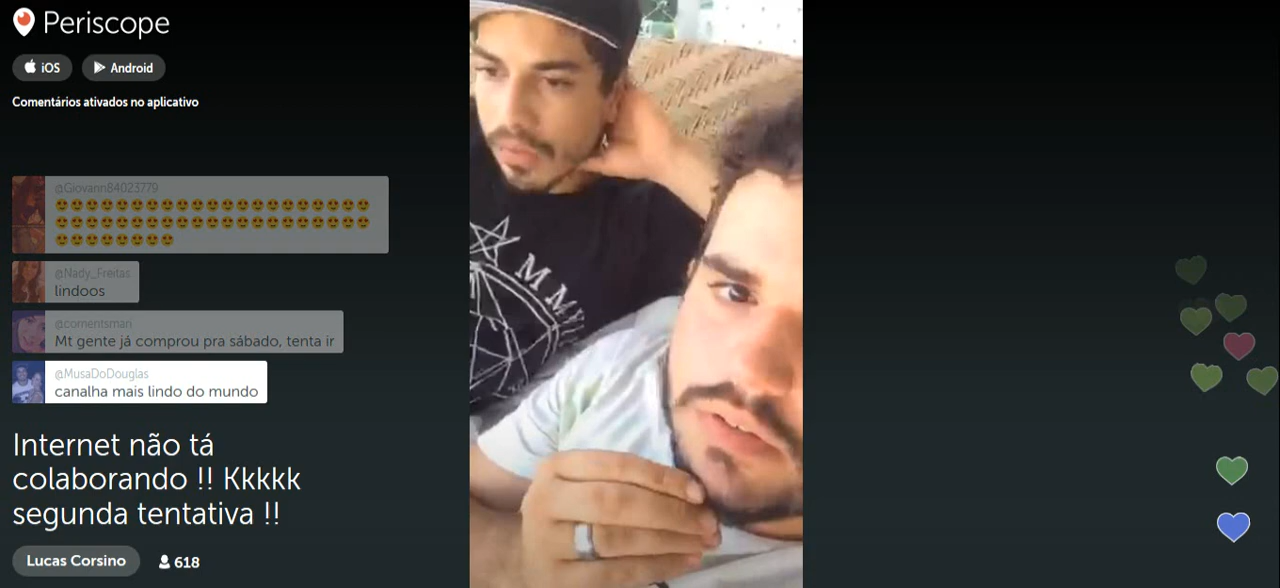 Periscope
iOS
Android
Comentários ativados no aplicativo
@Giovann84023779
@Nady_Freitas
lindoos
@comentsman
Mt gente já comprou pra sábado, tenta ir
@MusaDoDouglas
canalha mais lindo do mundo
Internet não tá
colaborando !! Kkkkk
segunda tentativa !!
Lucas Corsino
618